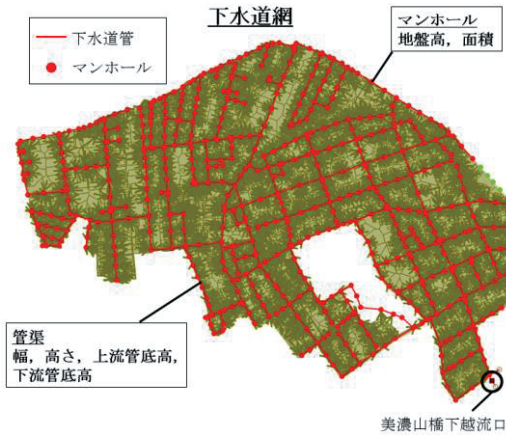 下水道網
下水道管
マンホール
マンホール
地盤高，面積
管渠
幅，高さ，上流管底高，
下流管底高
美濃山橋下越流口